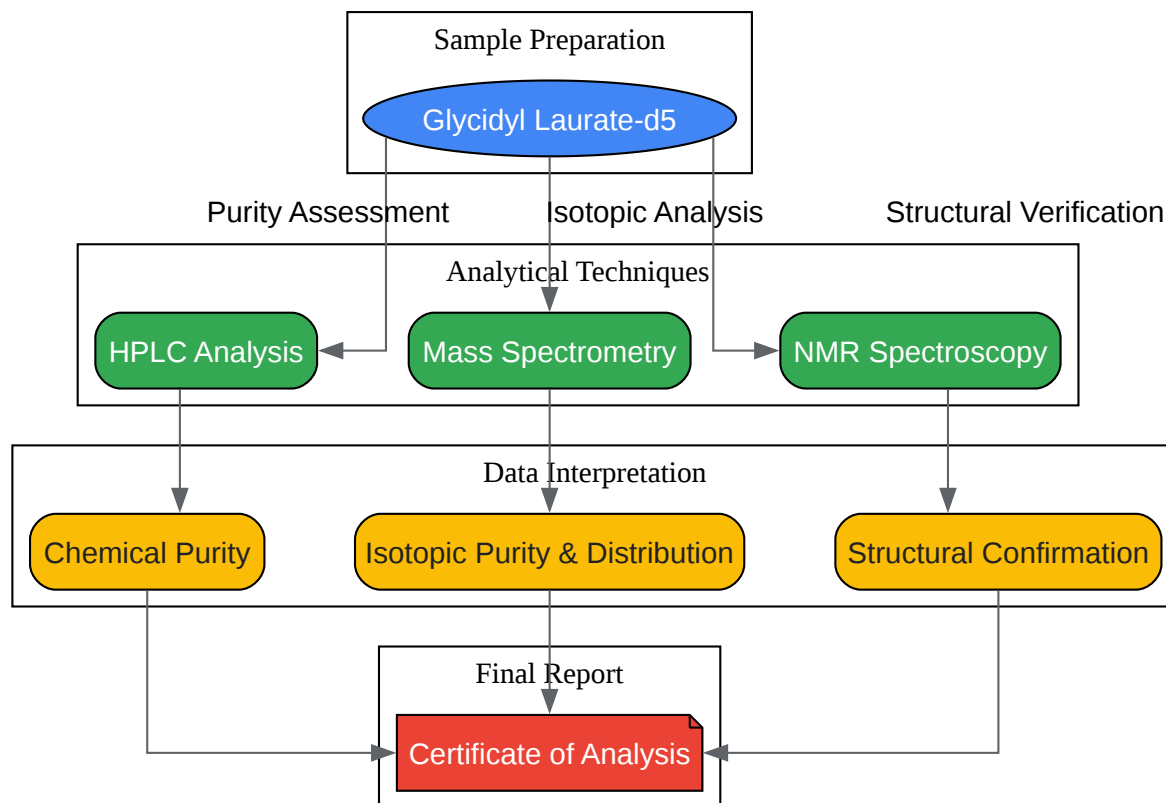 Sample Preparation
Glycidyl Laurate-d5
Purity Assessment
Isotopic Analysis
Structural Verification
Analytical Techniques
HPLC Analysis
Mass Spectrometry
NMR Spectroscopy
Data Interpretation
Chemical Purity
Isotopic Purity & Distribution
Structural Confirmation
Final Report
Certificate of Analysis